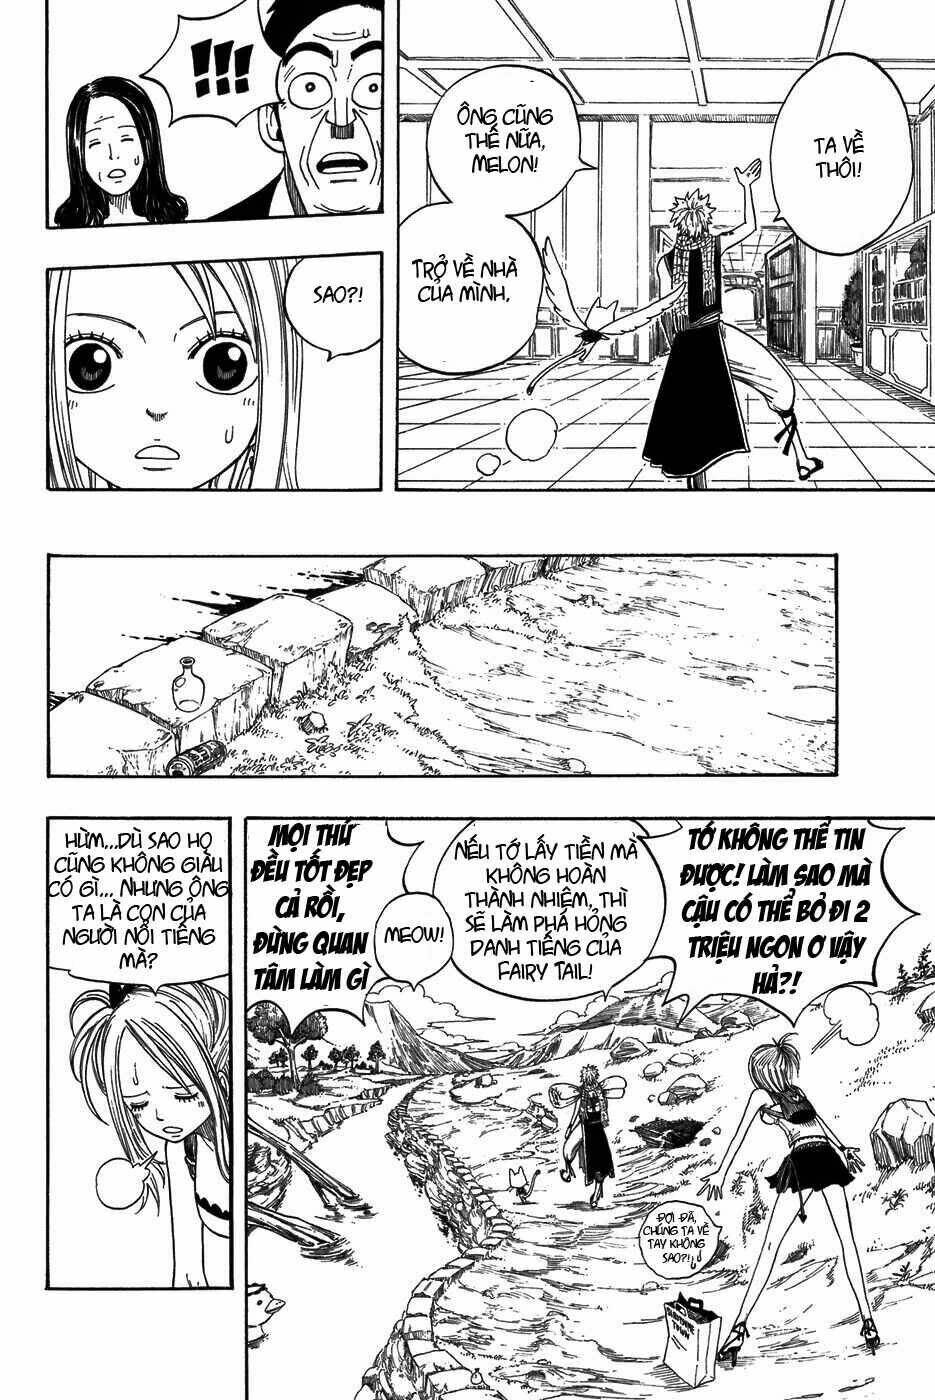 TA VỀ
THÔI!
ÔNG CŨNG
THẾ NỮA,
MELON!
TRỞ VỀ NHÀ
CỦA MÌNH.
!!!
SAO?!
TỚ KHÔNG THỂ TIN
ĐƯỢC! LÀM SAO MÀ
CẬU CÓ THỂ BỎ ĐI 2
TRIỆU NGON Ơ VẬY
HẢ?!
NẾU TỚ LẤY TIỀN MÀ
KHÔNG HOÀN
THÀNH NHIỆM, THÌ
SẼ LÀM PHÁ HỎNG
DANH TIẾNG CỦA
FAIRY TAIL!
MEOW!
MỌI THỨ
ĐỀU TỐT ĐẸP
CẢ RỒI,
ĐỪNG QUAN
TÂM LÀM GÌ
ĐỢI ĐÃ,
CHÚNG TA VỀ
TAY KHÔNG
SAO?!
HỪM...DÙ SAO HỌ
CŨNG KHÔNG GIÀU
CÓ GÌ... NHƯNG ÔNG
TA LÀ CON CỦA
NGƯỜI NỔI TIẾNG
MÀ?